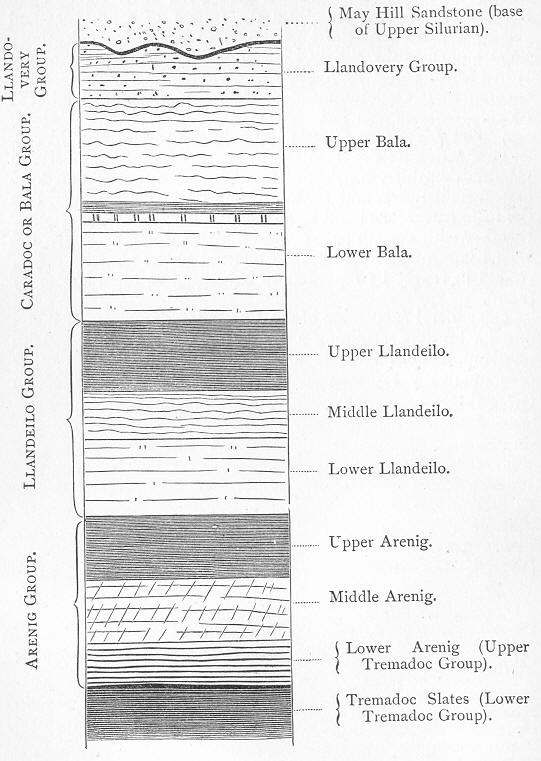 May Hill Sandstone (base
of Upper Silurian).
LLANDO-
VERY
GROUP.
Llandovery Group.
CARADOC OR BALA GROUP.
Upper Bala.
Lower Bala.
LLANDEILO GROUP.
Upper Llandeilo.
Middle Llandeilo.
Lower Llandeilo.
ARENIG GROUP.
Upper Arenig.
Middle Arenig.
Lower Arenig (Upper
Tremadoc Group).
Tremadoc Slates (Lower
Tremadoc Group).